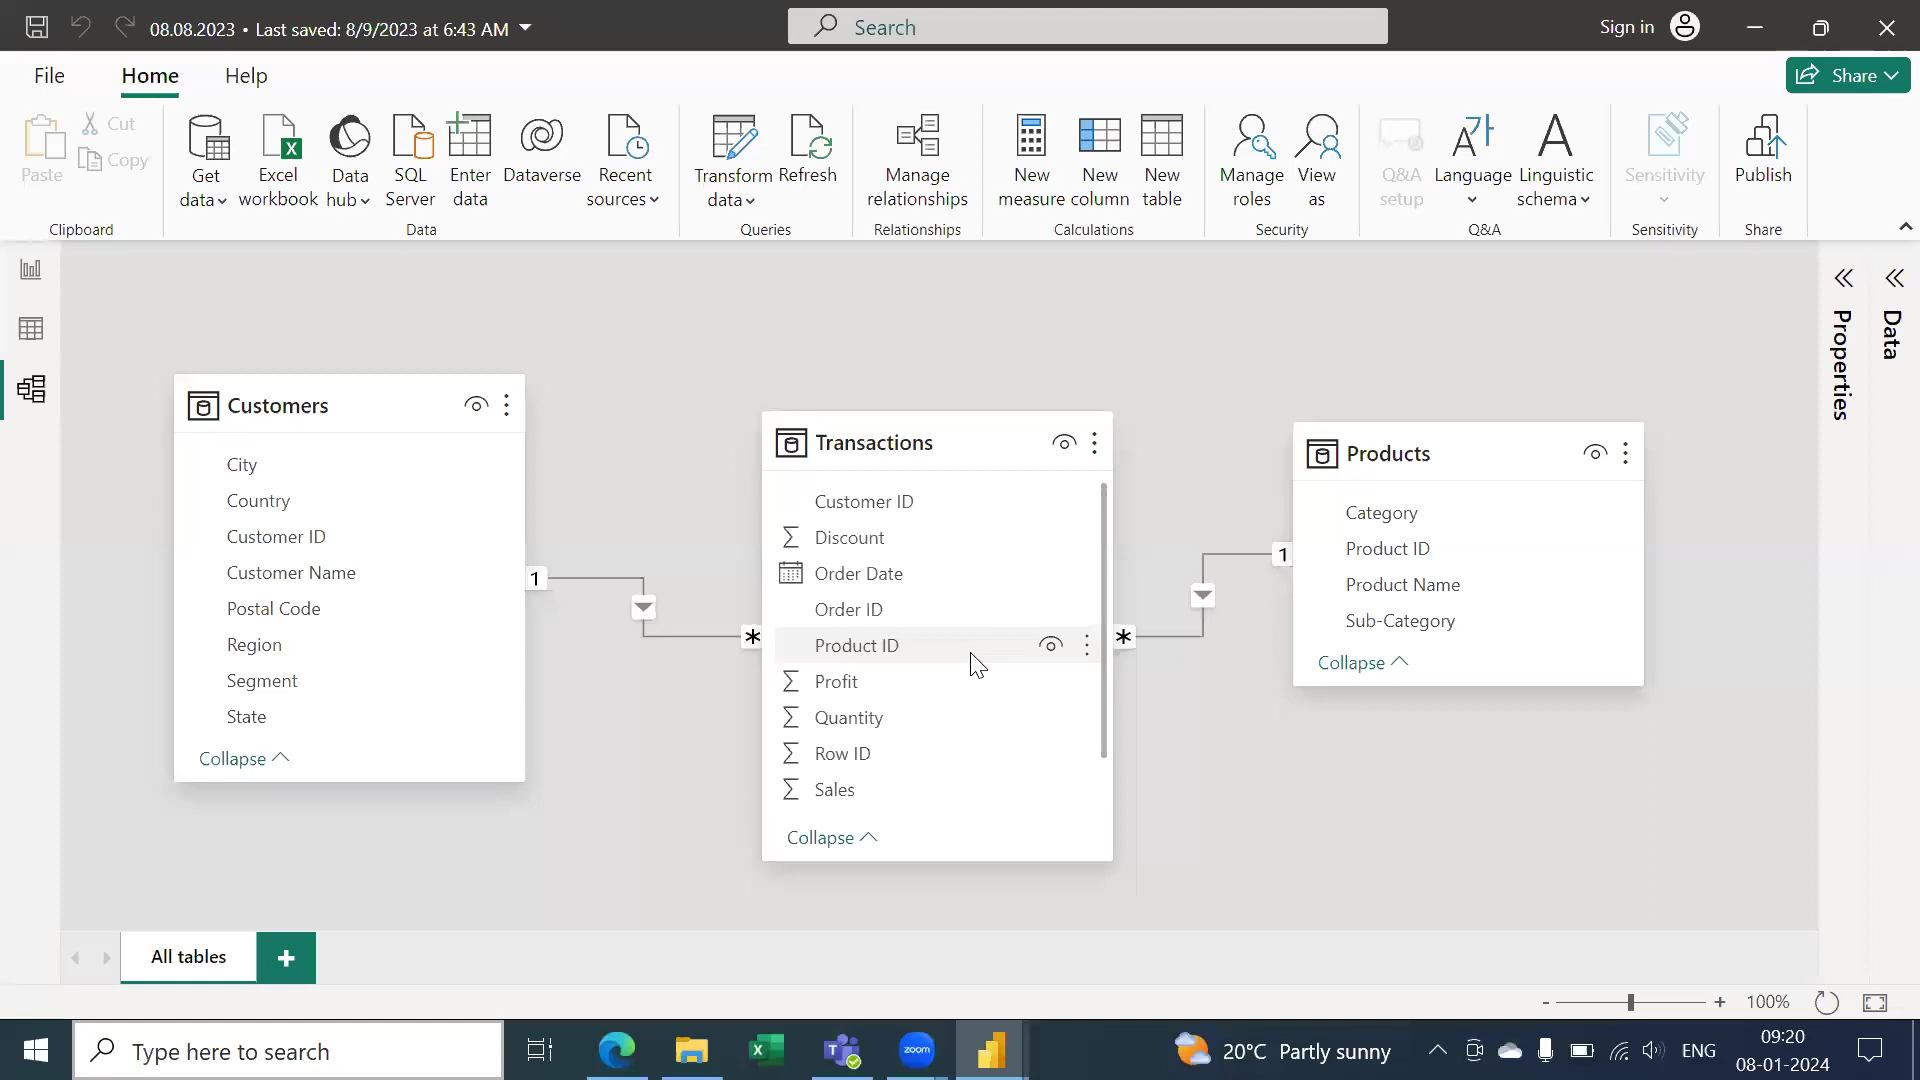 08.08.2023 • Last saved: 8/9/2023 at 6:43 AM
Search
Sign in
File
Home
Help
Share
Paste
Cut
Copy
Clipboard
Get data
Excel workbook
Data hub
SQL Server
Enter data
Dataverse
Recent sources
Data
Transform data
Refresh
Queries
Manage relationships
Relationships
New measure
New column
New table
Calculations
Manage roles
View as
Security
Q&A setup
Language
Linguistic schema
Q&A
Sensitivity
Sensitivity
Publish
Share
Customers
City
Country
Customer ID
Customer Name
Postal Code
Region
Segment
State
Collapse
1
*
Transactions
Customer ID
Discount
Order Date
Order ID
Product ID
Profit
Quantity
Row ID
Sales
Collapse
*
1
Products
Category
Product ID
Product Name
Sub-Category
Collapse
Properties
Data
All tables
+
- + 100%
Type here to search
zoom
20°C Partly sunny
ENG
09:20
08-01-2024